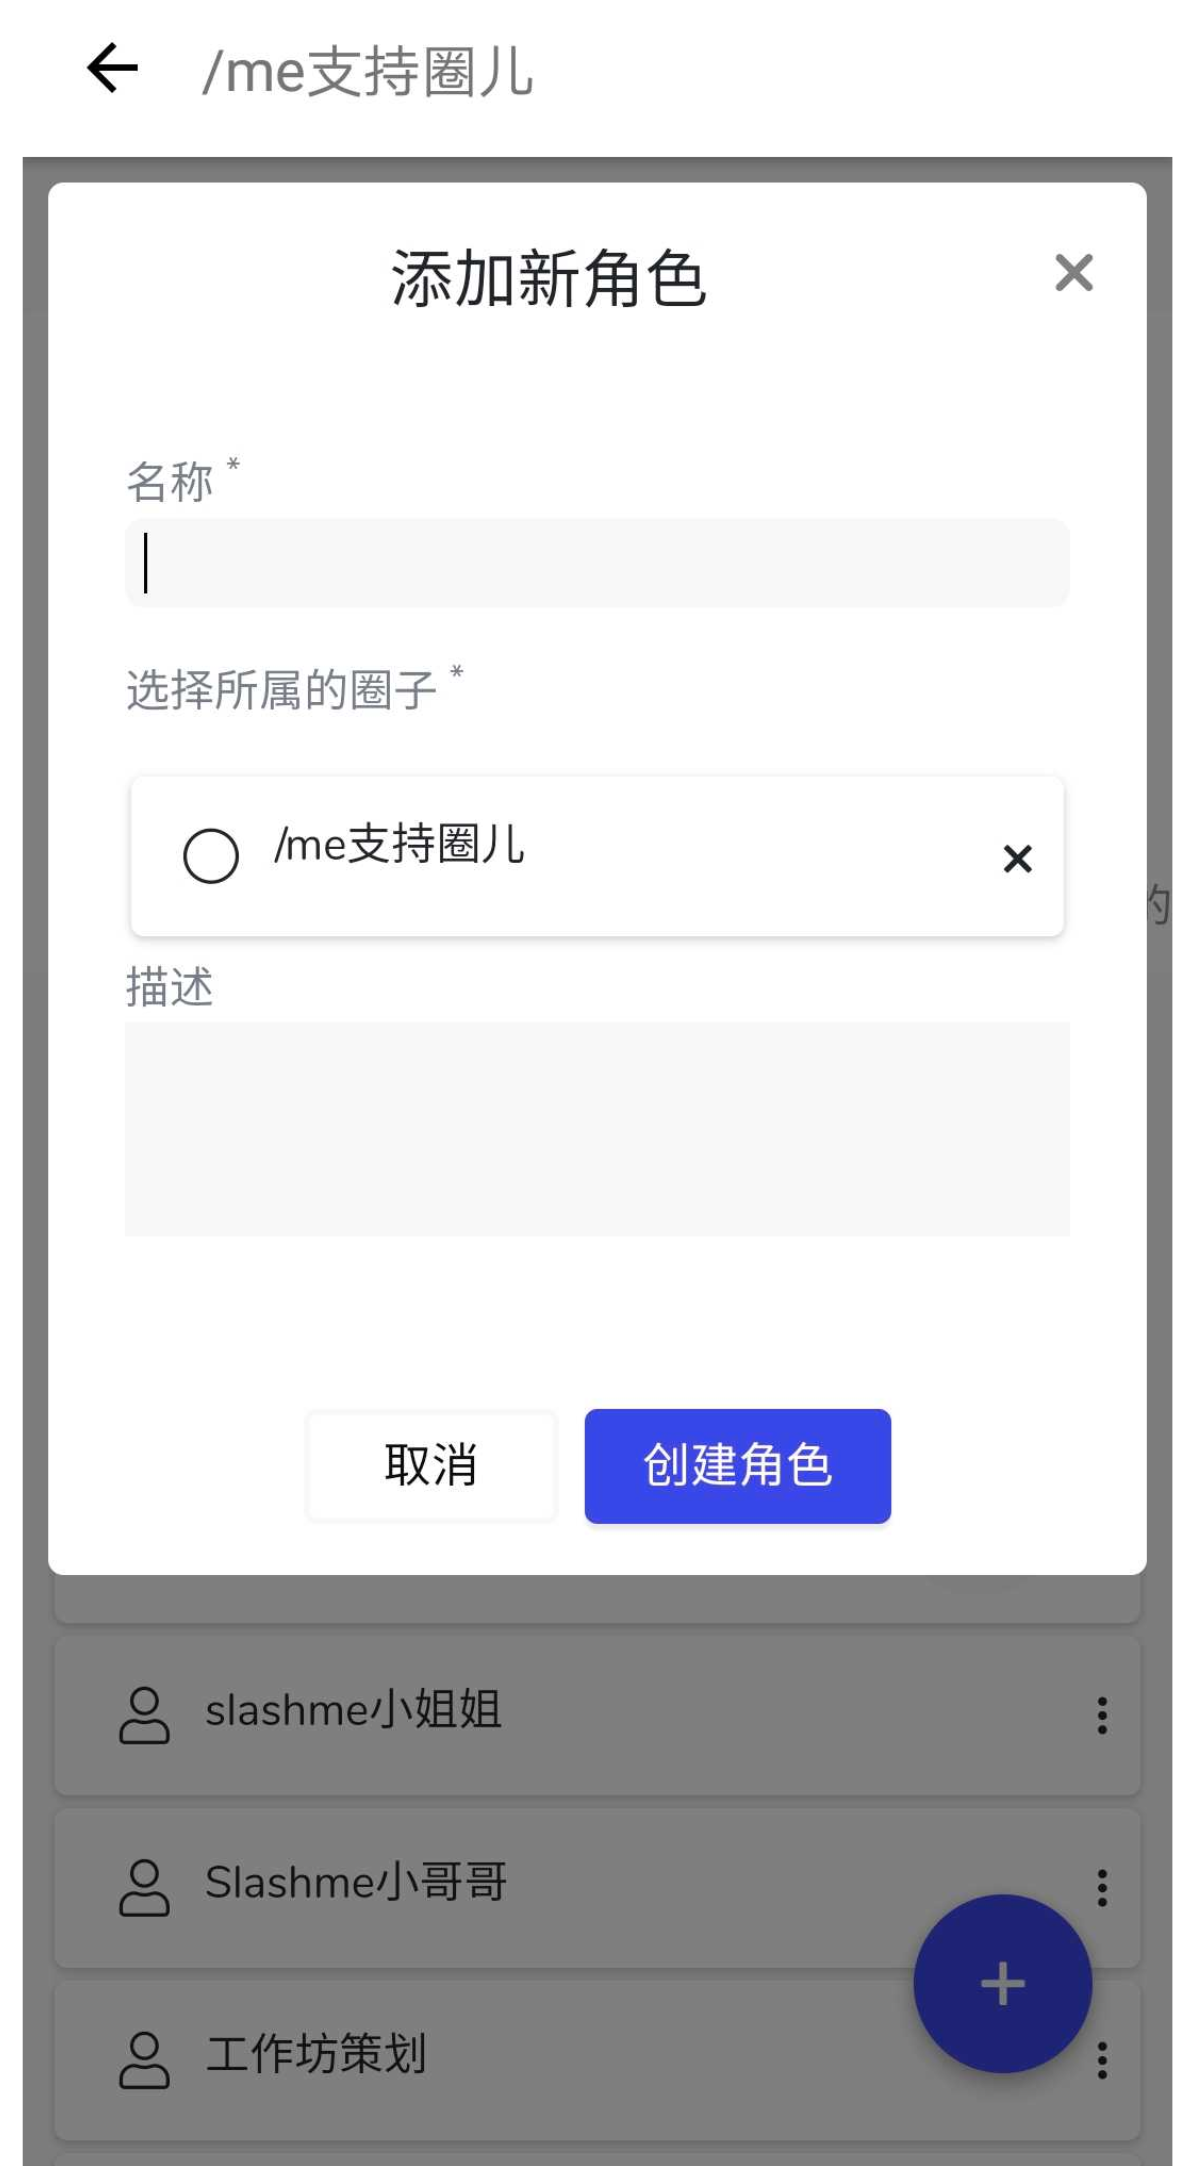 /me支持圈儿
添加新角色
名称 *
选择所属的圈子 *
/me支持圈儿
的
描述
取消
创建角色
slashme小姐姐
Slashme小哥哥
工作坊策划